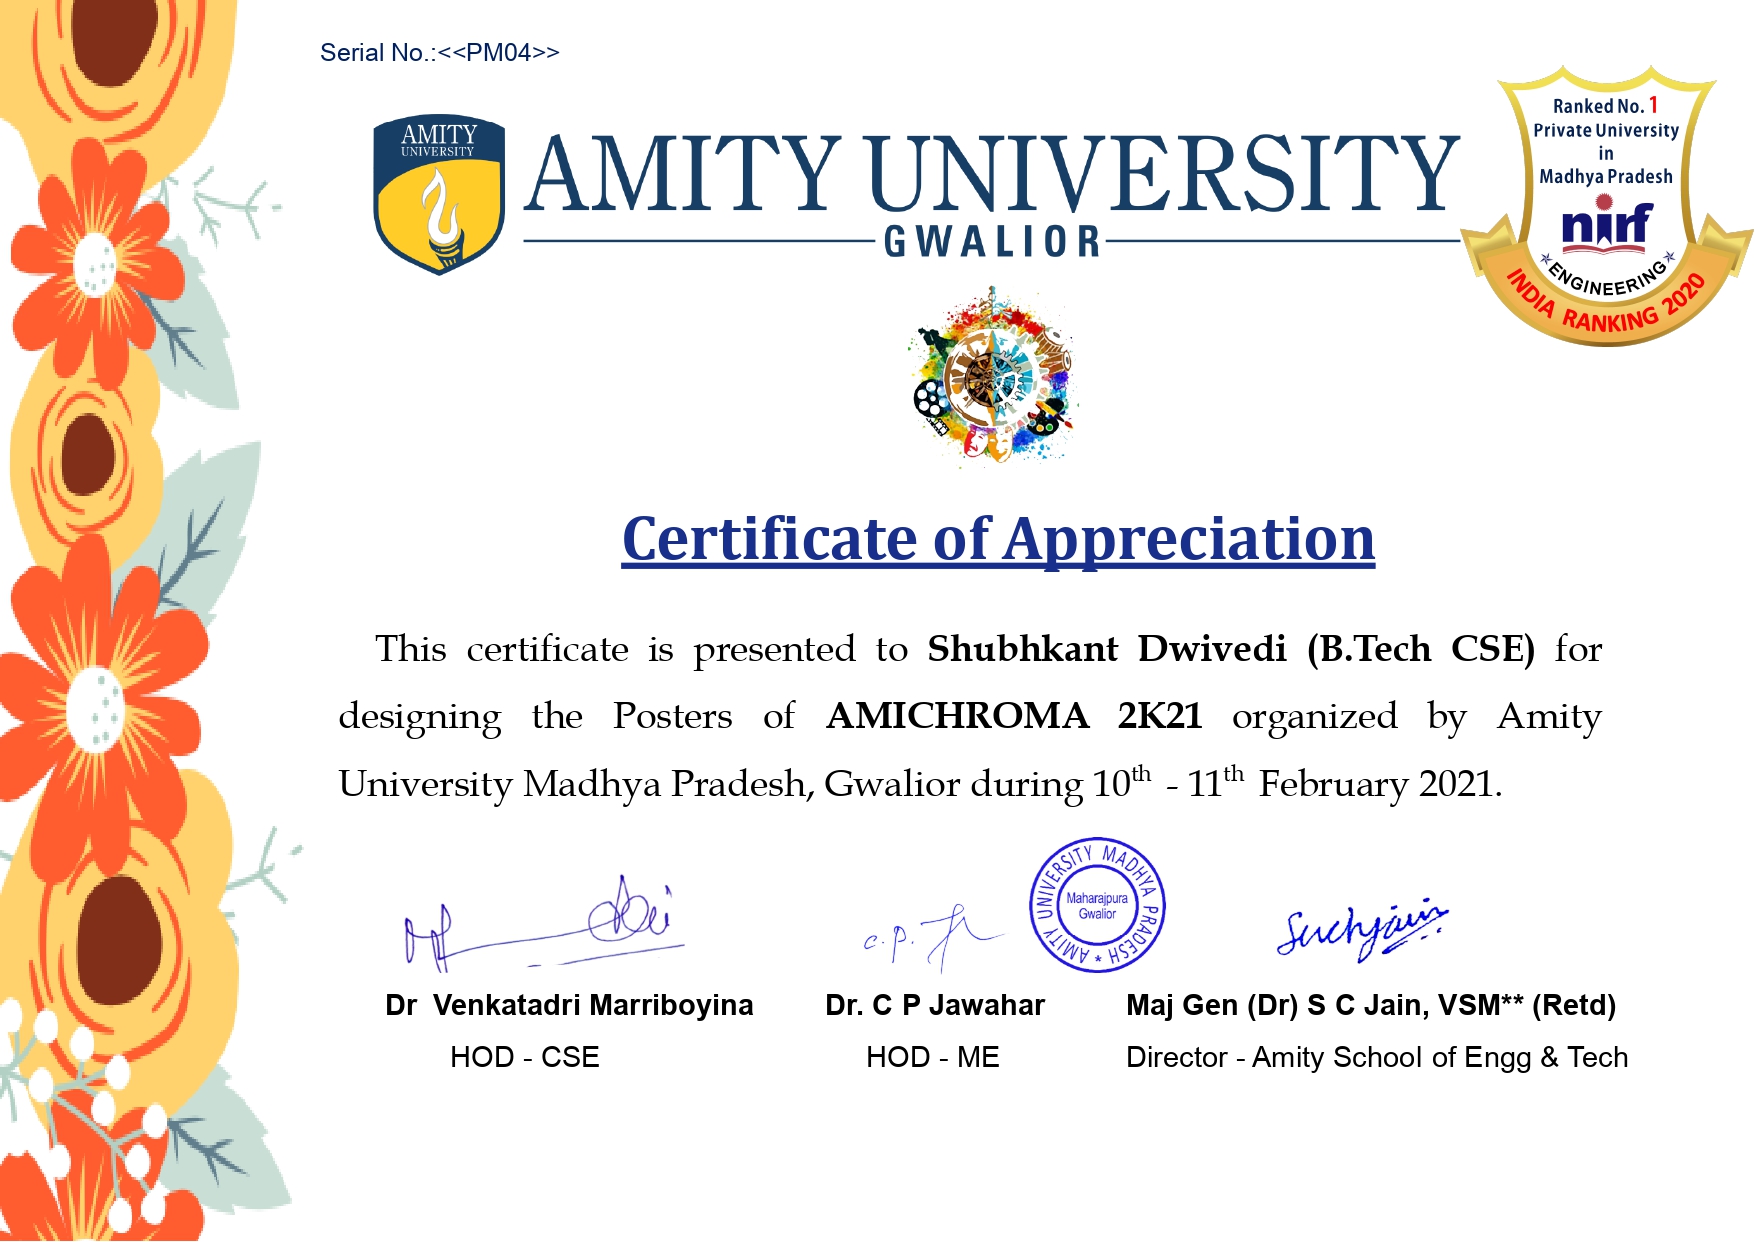 Serial No.:<<PM04>>
AMITY
UNIVERSITY
AMITY UNIVERSITY
GWALIOR
Ranked No. 1
Private University
in
Madhya Pradesh
nirf
ENGINEERING
INDIA RANKING 2020
Certificate of Appreciation
This certificate is presented to Shubhkant Dwivedi (B.Tech CSE) for
designing the Posters of AMICHROMA 2K21 organized by Amity
University Madhya Pradesh, Gwalior during 10th - 11th February 2021.
C.P.
AMITY UNIVERSITY MADHYA PRADESH
Maharajpura
Gwalior
Dr Venkatadri Marriboyina
Dr. C P Jawahar
Maj Gen (Dr) S C Jain, VSM** (Retd)
HOD - CSE
HOD - ME
Director - Amity School of Engg & Tech